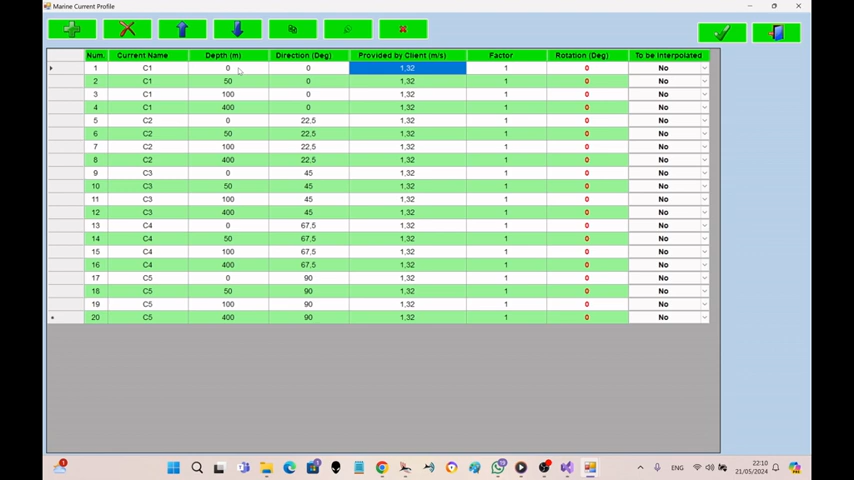 Marine Current Profile
Num. Current Name Depth (m) Direction (Deg) Provided by Client (m/s) Factor Rotation (Deg) To be Interpolated
1 C1 0 0 1,32 1 0 No
2 C1 50 0 1,32 1 0 No
3 C1 100 0 1,32 1 0 No
4 C1 400 0 1,32 1 0 No
5 C2 0 22,5 1,32 1 0 No
6 C2 50 22,5 1,32 1 0 No
7 C2 100 22,5 1,32 1 0 No
8 C2 400 22,5 1,32 1 0 No
9 C3 0 45 1,32 1 0 No
10 C3 50 45 1,32 1 0 No
11 C3 100 45 1,32 1 0 No
12 C3 400 45 1,32 1 0 No
13 C4 0 67,5 1,32 1 0 No
14 C4 50 67,5 1,32 1 0 No
15 C4 100 67,5 1,32 1 0 No
16 C4 400 67,5 1,32 1 0 No
17 C5 0 90 1,32 1 0 No
18 C5 50 90 1,32 1 0 No
19 C5 100 90 1,32 1 0 No
20 C5 400 90 1,32 1 0 No
ENG 22:10
21/05/2024